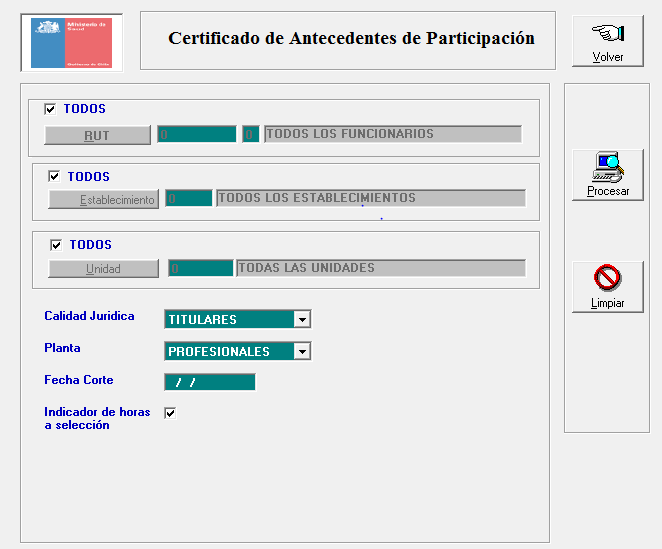 Ministerio de
Salud
Gobierno de Chile
Certificado de Antecedentes de Participación
Volver
TODOS
RUT 0 0 TODOS LOS FUNCIONARIOS
TODOS
Establecimiento 0 TODOS LOS ESTABLECIMIENTOS
TODOS
Unidad 0 TODAS LAS UNIDADES
Calidad Juridica TITULARES
Planta PROFESIONALES
Fecha Corte / /
Indicador de horas
a selección
Procesar
Limpiar